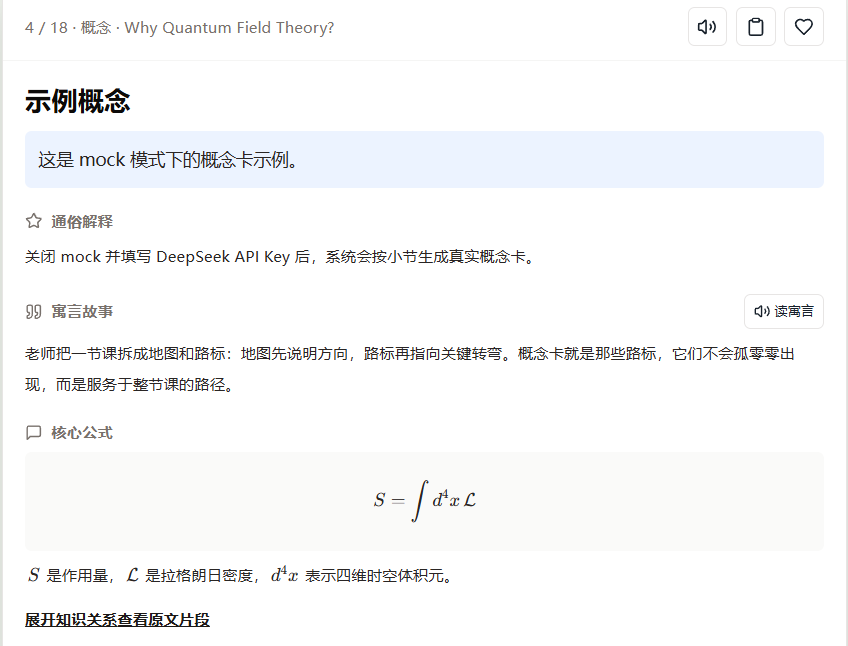 4 / 18 · 概念 · Why Quantum Field Theory?
示例概念
这是 mock 模式下的概念卡示例。
通俗解释
关闭 mock 并填写 DeepSeek API Key 后，系统会按小节生成真实概念卡。
寓言故事
读寓言
老师把一节课拆成地图和路标：地图先说明方向，路标再指向关键转弯。概念卡就是那些路标，它们不会孤零零出
现，而是服务于整节课的路径。
核心公式
S = ∫ d⁴x ℒ
S 是作用量，ℒ 是拉格朗日密度，d⁴x 表示四维时空体积元。
展开知识关系查看原文片段